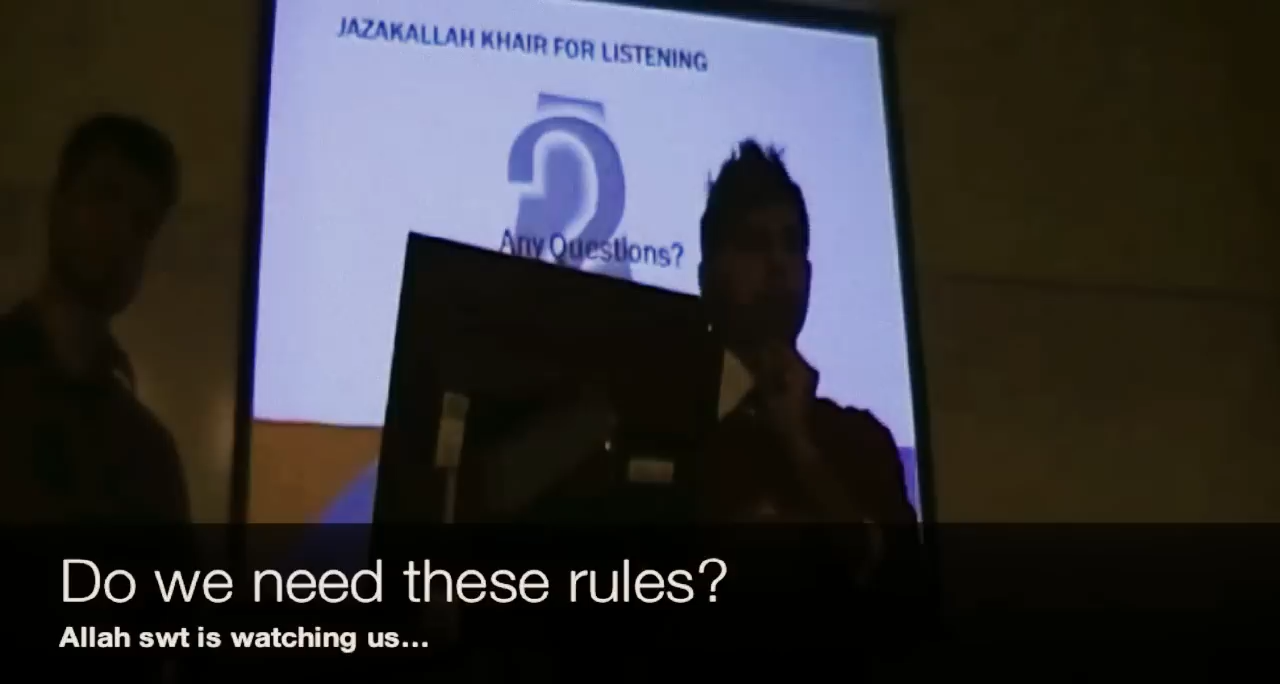 JAZAKALLAH KHAIR FOR LISTENING
Any Questions?
Do we need these rules?
Allah swt is watching us...